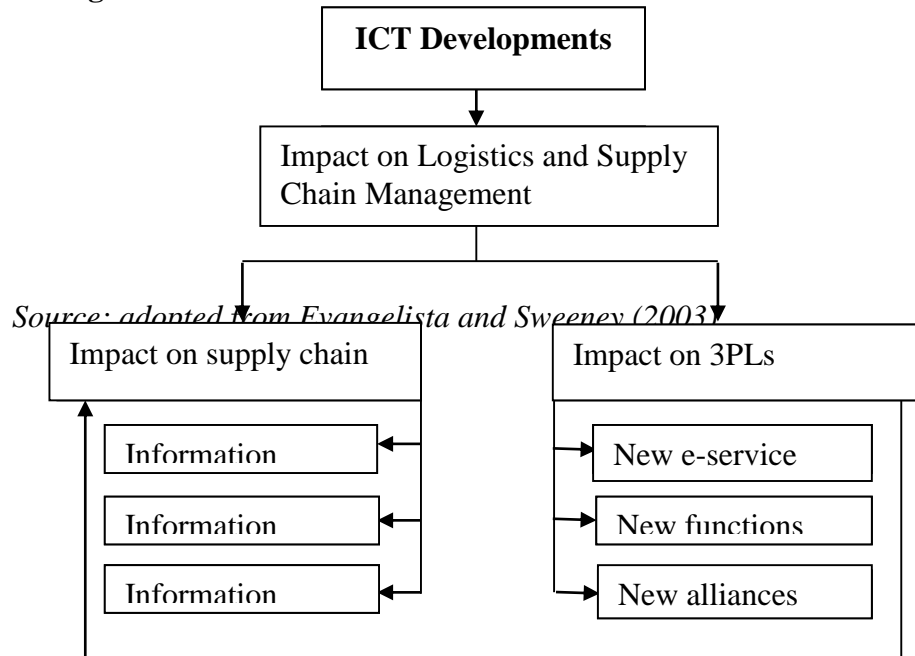 ICT Developments
Impact on Logistics and Supply
Chain Management
Source: adopted from Evangelista and Sweeney (2003)
Impact on supply chain
Impact on 3PLs
Information
New e-service
Information
New functions
Information
New alliances